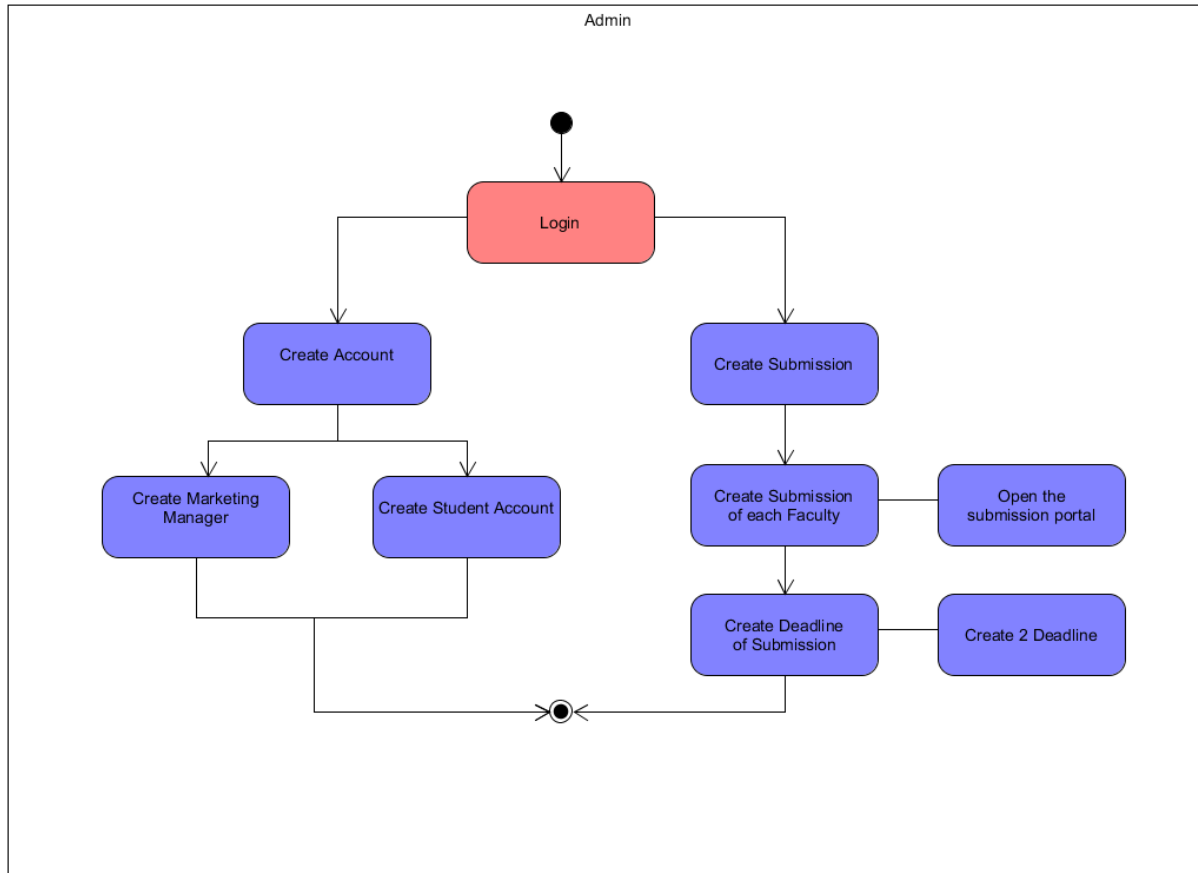 Admin
Login
Create Account
Create Submission
Create Marketing
Manager
Create Student Account
Create Submission
of each Faculty
Open the
submission portal
Create Deadline
of Submission
Create 2 Deadline